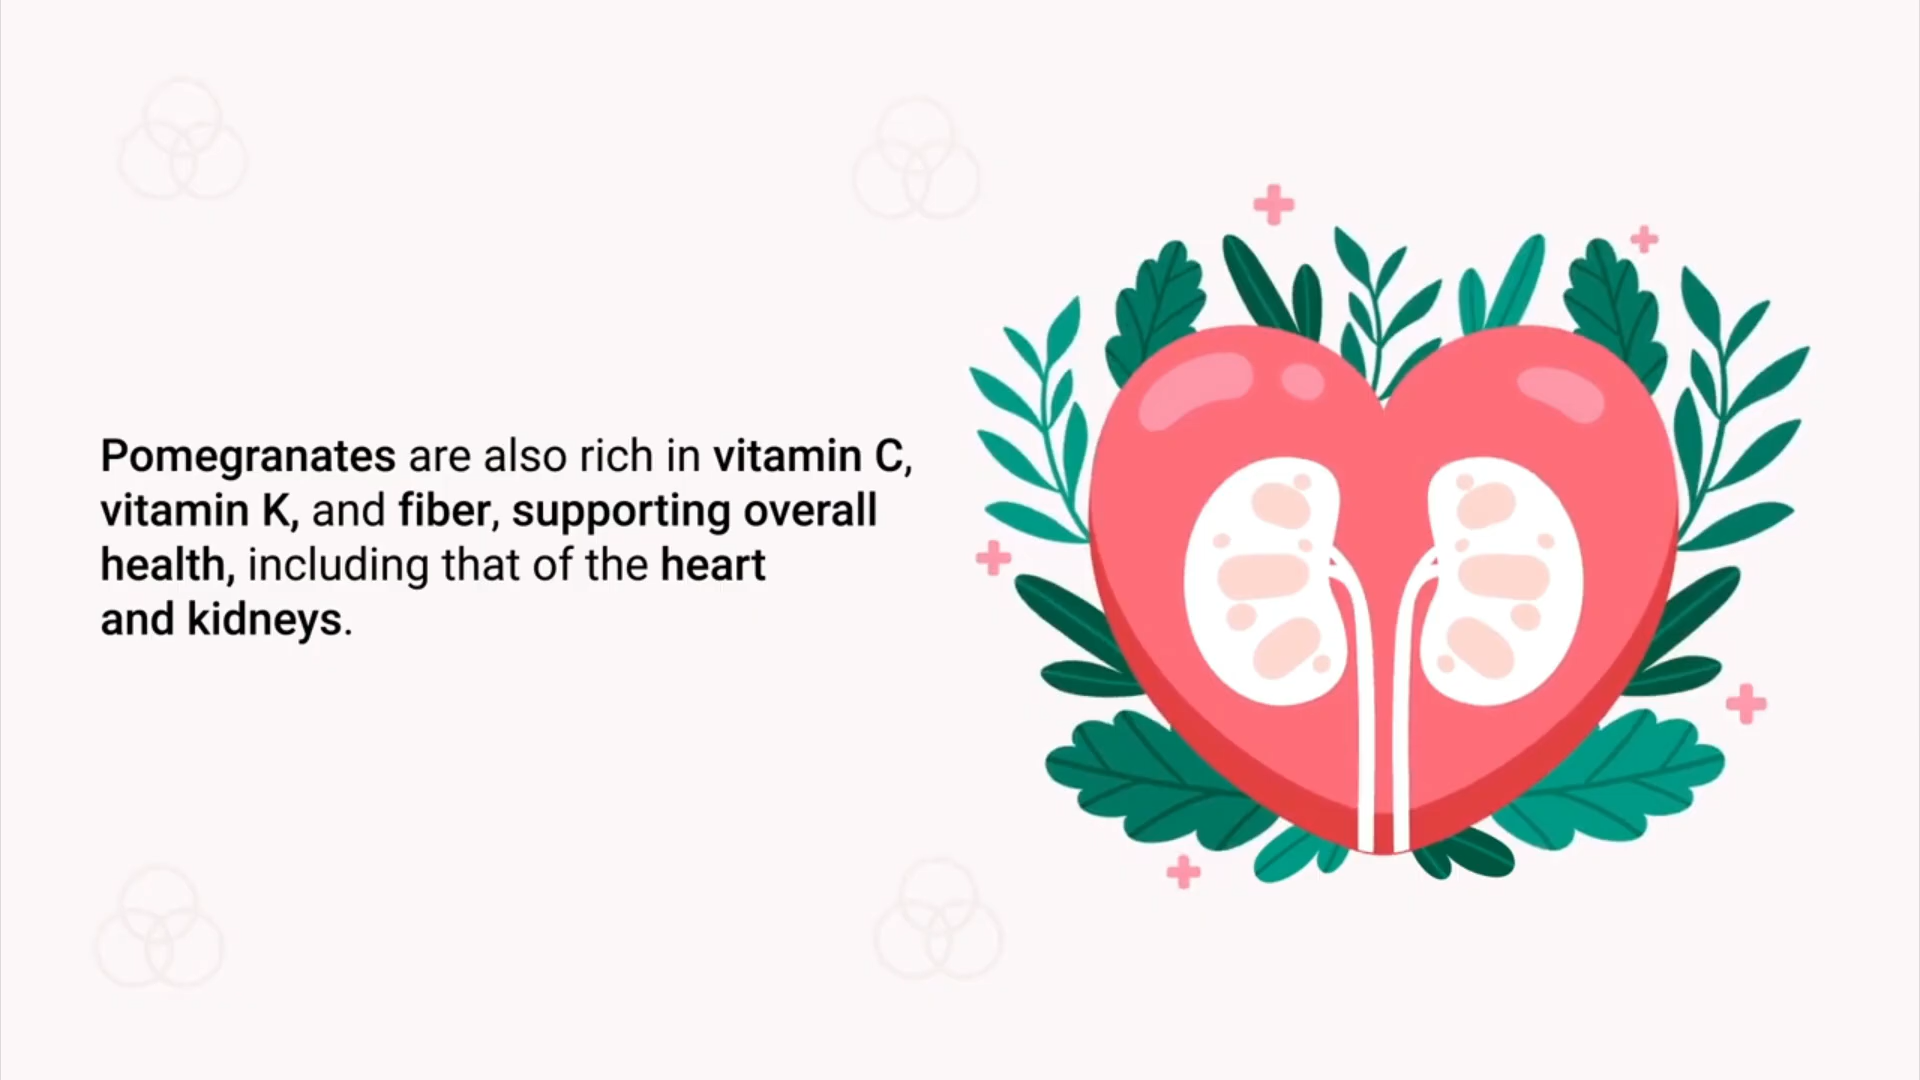 Pomegranates are also rich in vitamin C,
vitamin K, and fiber, supporting overall
health, including that of the heart
and kidneys.